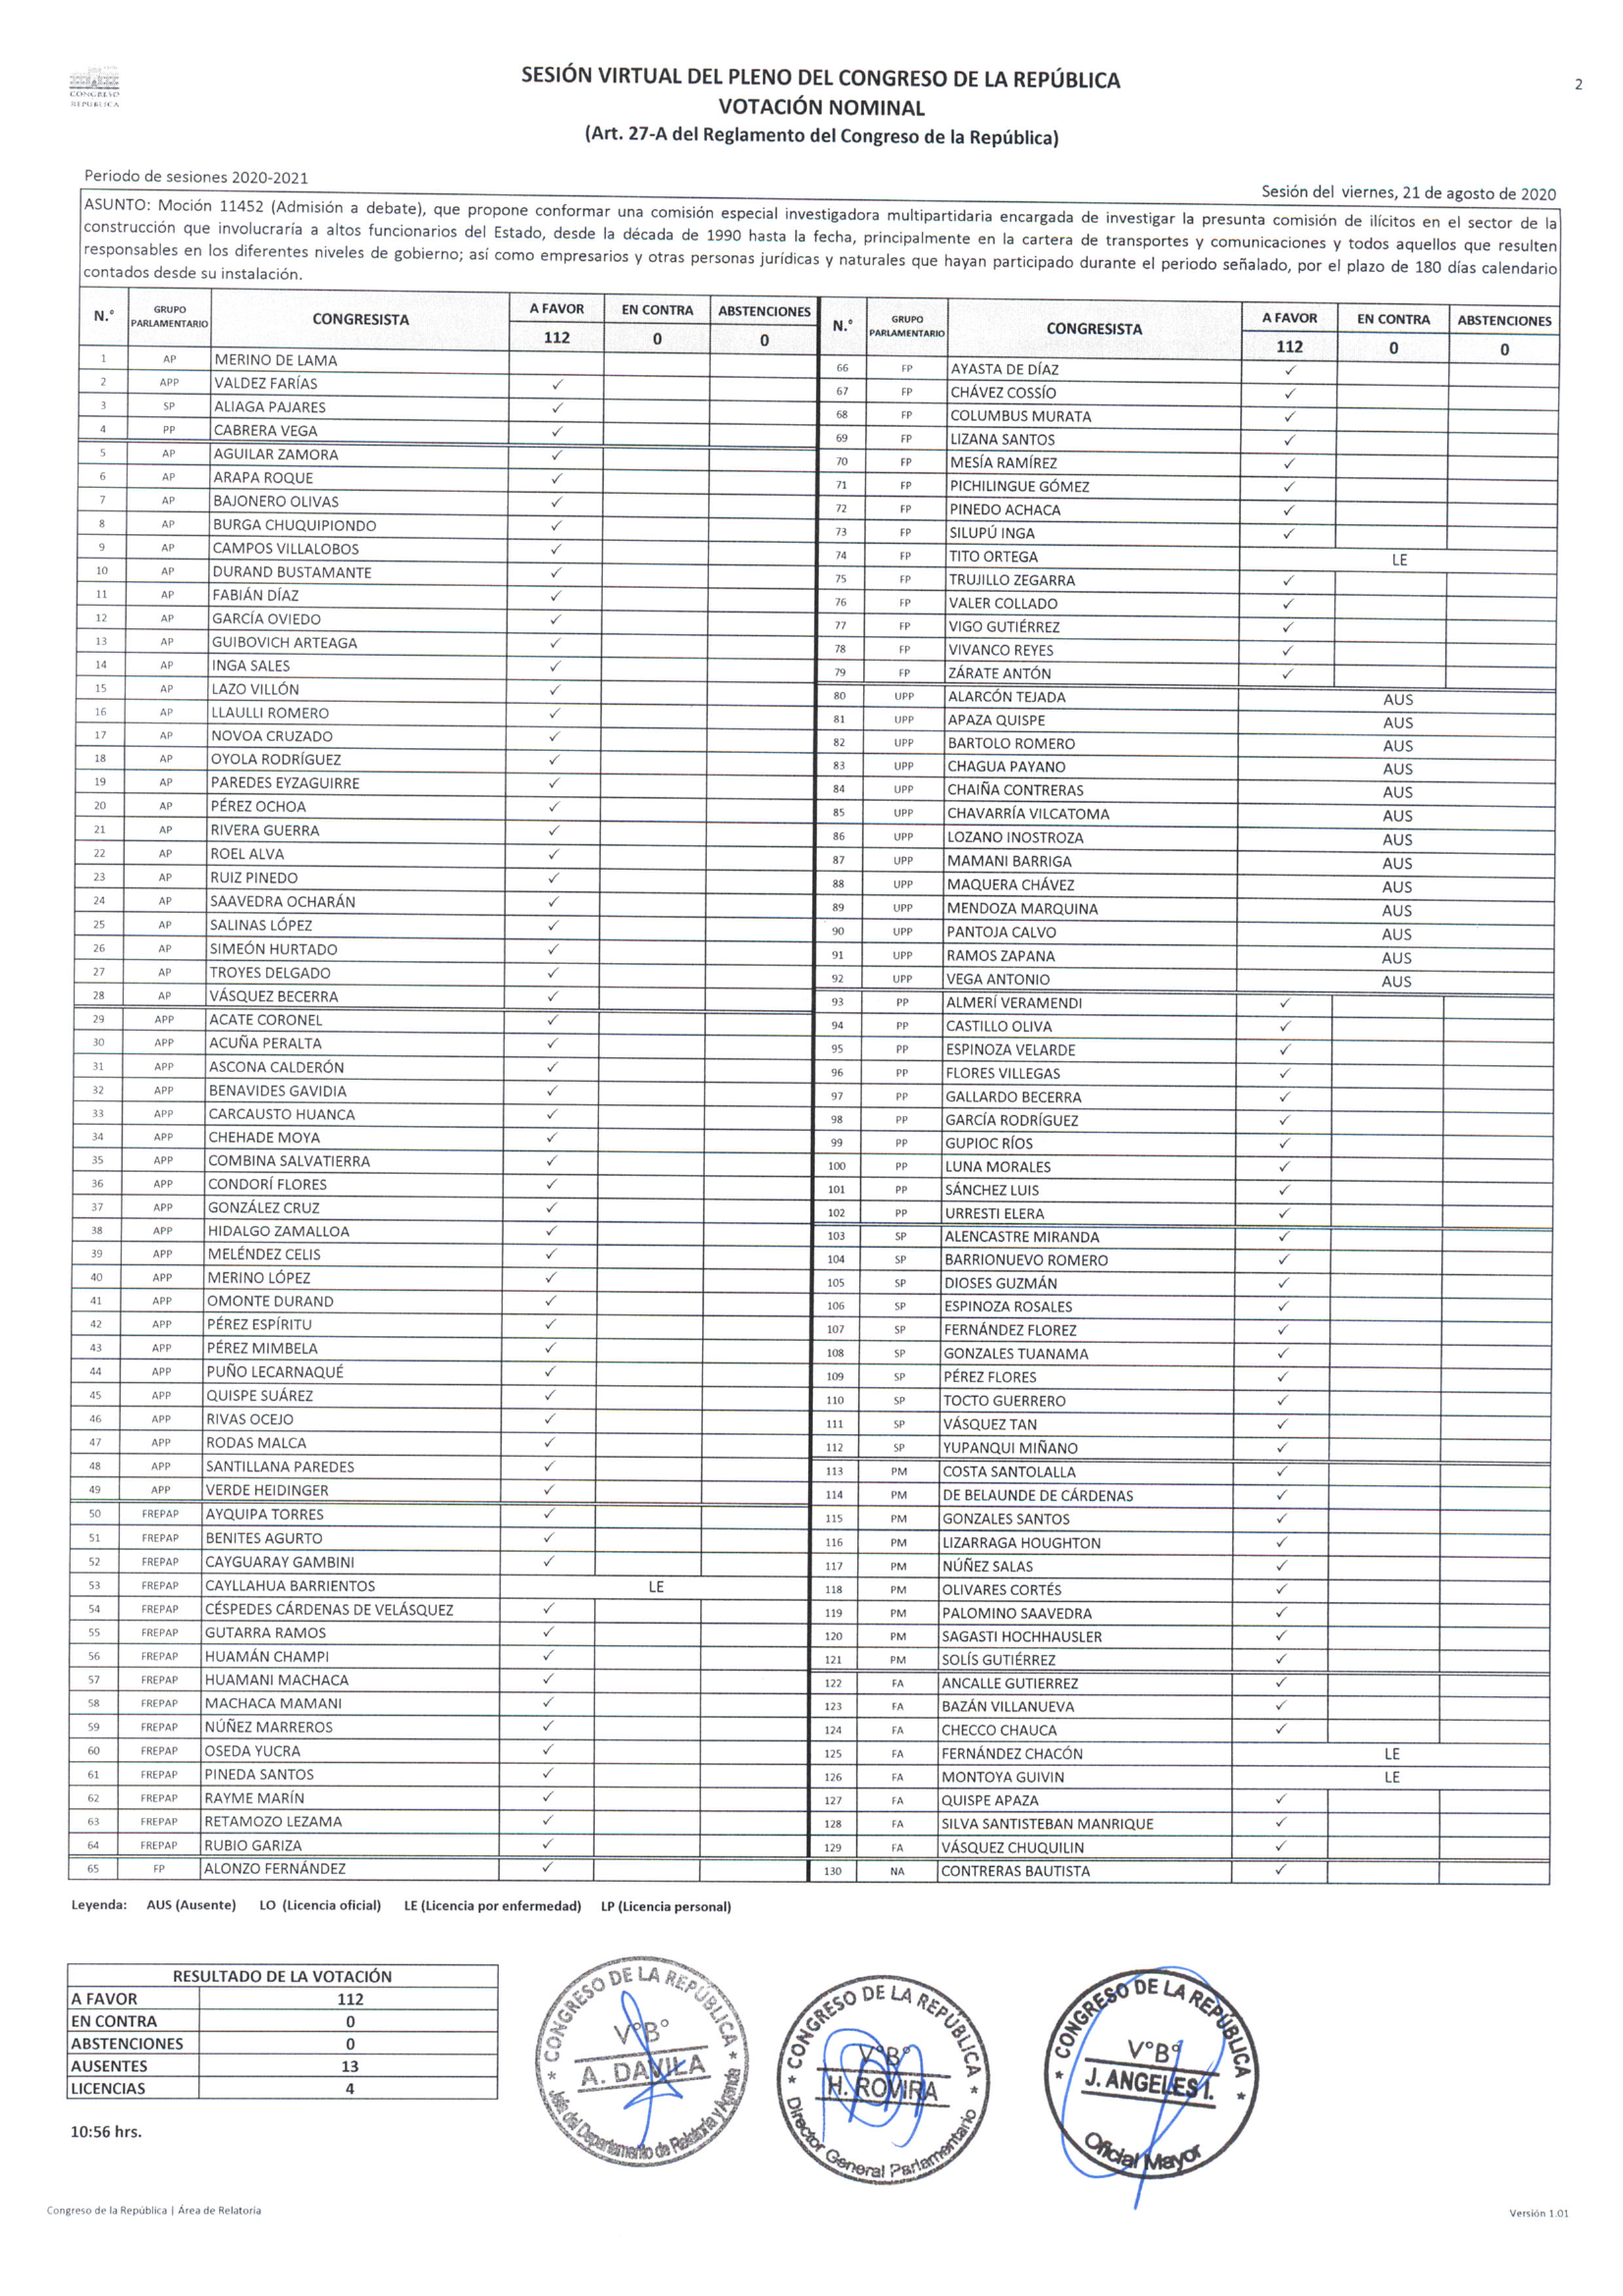 CONGRESO
REPÚBLICA
SESIÓN VIRTUAL DEL PLENO DEL CONGRESO DE LA REPÚBLICA
2
VOTACIÓN NOMINAL
(Art. 27-A del Reglamento del Congreso de la República)
Periodo de sesiones 2020-2021
Sesión del viernes, 21 de agosto de 2020
ASUNTO: Moción 11452 (Admisión a debate), que propone conformar una comisión especial investigadora multipartidaria encargada de investigar la presunta comisión de ilícitos en el sector de la
construcción que involucraría a altos funcionarios del Estado, desde la década de 1990 hasta la fecha, principalmente en la cartera de transportes y comunicaciones y todos aquellos que resulten
responsables en los diferentes niveles de gobierno; así como empresarios y otras personas jurídicas y naturales que hayan participado durante el periodo señalado, por el plazo de 180 días calendario
contados desde su instalación.
N.° GRUPO PARLAMENTARIO CONGRESISTA A FAVOR EN CONTRA ABSTENCIONES
112 0 0
1 AP MERINO DE LAMA
2 APP VALDEZ FARÍAS ✓
3 SP ALIAGA PAJARES ✓
4 PP CABRERA VEGA ✓
5 AP AGUILAR ZAMORA ✓
6 AP ARAPA ROQUE ✓
7 AP BAJONERO OLIVAS ✓
8 AP BURGA CHUQUIPIONDO ✓
9 AP CAMPOS VILLALOBOS ✓
10 AP DURAND BUSTAMANTE ✓
11 AP FABIÁN DÍAZ ✓
12 AP GARCÍA OVIEDO ✓
13 AP GUIBOVICH ARTEAGA ✓
14 AP INGA SALES ✓
15 AP LAZO VILLÓN ✓
16 AP LLAULLI ROMERO ✓
17 AP NOVOA CRUZADO ✓
18 AP OYOLA RODRÍGUEZ ✓
19 AP PAREDES EYZAGUIRRE ✓
20 AP PÉREZ OCHOA ✓
21 AP RIVERA GUERRA ✓
22 AP ROEL ALVA ✓
23 AP RUIZ PINEDO ✓
24 AP SAAVEDRA OCHARÁN ✓
25 AP SALINAS LÓPEZ ✓
26 AP SIMEÓN HURTADO ✓
27 AP TROYES DELGADO ✓
28 AP VÁSQUEZ BECERRA ✓
29 APP ACATE CORONEL ✓
30 APP ACUÑA PERALTA ✓
31 APP ASCONA CALDERÓN ✓
32 APP BENAVIDES GAVIDIA ✓
33 APP CARCAUSTO HUANCA ✓
34 APP CHEHADE MOYA ✓
35 APP COMBINA SALVATIERRA ✓
36 APP CONDORÍ FLORES ✓
37 APP GONZÁLEZ CRUZ ✓
38 APP HIDALGO ZAMALLOA ✓
39 APP MELÉNDEZ CELIS ✓
40 APP MERINO LÓPEZ ✓
41 APP OMONTE DURAND ✓
42 APP PÉREZ ESPÍRITU ✓
43 APP PÉREZ MIMBELA ✓
44 APP PUÑO LECARNAQUÉ ✓
45 APP QUISPE SUÁREZ ✓
46 APP RIVAS OCEJO ✓
47 APP RODAS MALCA ✓
48 APP SANTILLANA PAREDES ✓
49 APP VERDE HEIDINGER ✓
50 FREPAP AYQUIPA TORRES ✓
51 FREPAP BENITES AGURTO ✓
52 FREPAP CAYGUARAY GAMBINI ✓
53 FREPAP CAYLLAHUA BARRIENTOS LE
54 FREPAP CÉSPEDES CÁRDENAS DE VELÁSQUEZ ✓
55 FREPAP GUTARRA RAMOS ✓
56 FREPAP HUAMÁN CHAMPI ✓
57 FREPAP HUAMANI MACHACA ✓
58 FREPAP MACHACA MAMANI ✓
59 FREPAP NÚÑEZ MARREROS ✓
60 FREPAP OSEDA YUCRA ✓
61 FREPAP PINEDA SANTOS ✓
62 FREPAP RAYME MARÍN ✓
63 FREPAP RETAMOZO LEZAMA ✓
64 FREPAP RUBIO GARIZA ✓
65 FP ALONZO FERNÁNDEZ ✓
N.° GRUPO PARLAMENTARIO CONGRESISTA A FAVOR EN CONTRA ABSTENCIONES
112 0 0
66 FP AYASTA DE DÍAZ ✓
67 FP CHÁVEZ COSSÍO ✓
68 FP COLUMBUS MURATA ✓
69 FP LIZANA SANTOS ✓
70 FP MESÍA RAMÍREZ ✓
71 FP PICHILINGUE GÓMEZ ✓
72 FP PINEDO ACHACA ✓
73 FP SILUPÚ INGA ✓
74 FP TITO ORTEGA LE
75 FP TRUJILLO ZEGARRA ✓
76 FP VALER COLLADO ✓
77 FP VIGO GUTIÉRREZ ✓
78 FP VIVANCO REYES ✓
79 FP ZÁRATE ANTÓN ✓
80 UPP ALARCÓN TEJADA AUS
81 UPP APAZA QUISPE AUS
82 UPP BARTOLO ROMERO AUS
83 UPP CHAGUA PAYANO AUS
84 UPP CHAIÑA CONTRERAS AUS
85 UPP CHAVARRÍA VILCATOMA AUS
86 UPP LOZANO INOSTROZA AUS
87 UPP MAMANI BARRIGA AUS
88 UPP MAQUERA CHÁVEZ AUS
89 UPP MENDOZA MARQUINA AUS
90 UPP PANTOJA CALVO AUS
91 UPP RAMOS ZAPANA AUS
92 UPP VEGA ANTONIO AUS
93 PP ALMERÍ VERAMENDI ✓
94 PP CASTILLO OLIVA ✓
95 PP ESPINOZA VELARDE ✓
96 PP FLORES VILLEGAS ✓
97 PP GALLARDO BECERRA ✓
98 PP GARCÍA RODRÍGUEZ ✓
99 PP GUPIOC RÍOS ✓
100 PP LUNA MORALES ✓
101 PP SÁNCHEZ LUIS ✓
102 PP URRESTI ELERA ✓
103 SP ALENCASTRE MIRANDA ✓
104 SP BARRIONUEVO ROMERO ✓
105 SP DIOSES GUZMÁN ✓
106 SP ESPINOZA ROSALES ✓
107 SP FERNÁNDEZ FLOREZ ✓
108 SP GONZALES TUANAMA ✓
109 SP PÉREZ FLORES ✓
110 SP TOCTO GUERRERO ✓
111 SP VÁSQUEZ TAN ✓
112 SP YUPANQUI MIÑANO ✓
113 PM COSTA SANTOLALLA ✓
114 PM DE BELAUNDE DE CÁRDENAS ✓
115 PM GONZALES SANTOS ✓
116 PM LIZARRAGA HOUGHTON ✓
117 PM NÚÑEZ SALAS ✓
118 PM OLIVARES CORTÉS ✓
119 PM PALOMINO SAAVEDRA ✓
120 PM SAGASTI HOCHHAUSLER ✓
121 PM SOLÍS GUTIÉRREZ ✓
122 FA ANCALLE GUTIERREZ ✓
123 FA BAZÁN VILLANUEVA ✓
124 FA CHECCO CHAUCA ✓
125 FA FERNÁNDEZ CHACÓN LE
126 FA MONTOYA GUIVIN LE
127 FA QUISPE APAZA ✓
128 FA SILVA SANTISTEBAN MANRIQUE ✓
129 FA VÁSQUEZ CHUQUILIN ✓
130 NA CONTRERAS BAUTISTA ✓
Leyenda: AUS (Ausente) LO (Licencia oficial) LE (Licencia por enfermedad) LP (Licencia personal)
RESULTADO DE LA VOTACIÓN
A FAVOR 112
EN CONTRA 0
ABSTENCIONES 0
AUSENTES 13
LICENCIAS 4
10:56 hrs.
* CONGRESO DE LA REPÚBLICA *
V°B°
A. DAVILA
Jefe del Departamento de Relatoría y Agenda
* CONGRESO DE LA REPÚBLICA *
V°B°
H. ROVIRA
Director General Parlamentario
* CONGRESO DE LA REPÚBLICA *
V°B°
J. ANGELES I.
Oficial Mayor
Congreso de la República | Área de Relatoría
Versión 1.01